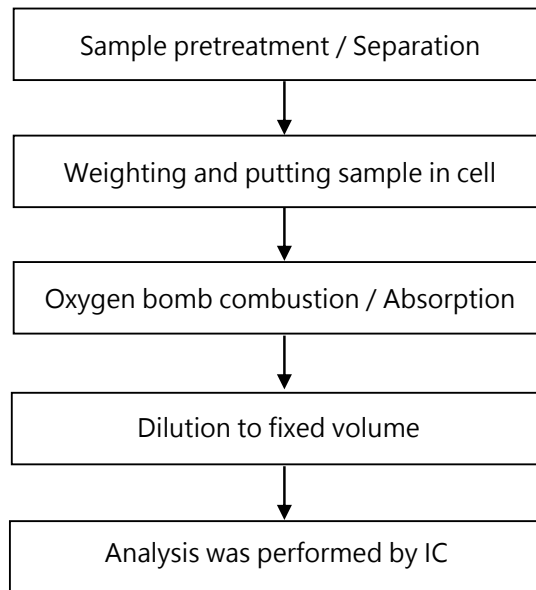 Sample pretreatment / Separation
Weighting and putting sample in cell
Oxygen bomb combustion / Absorption
Dilution to fixed volume
Analysis was performed by IC